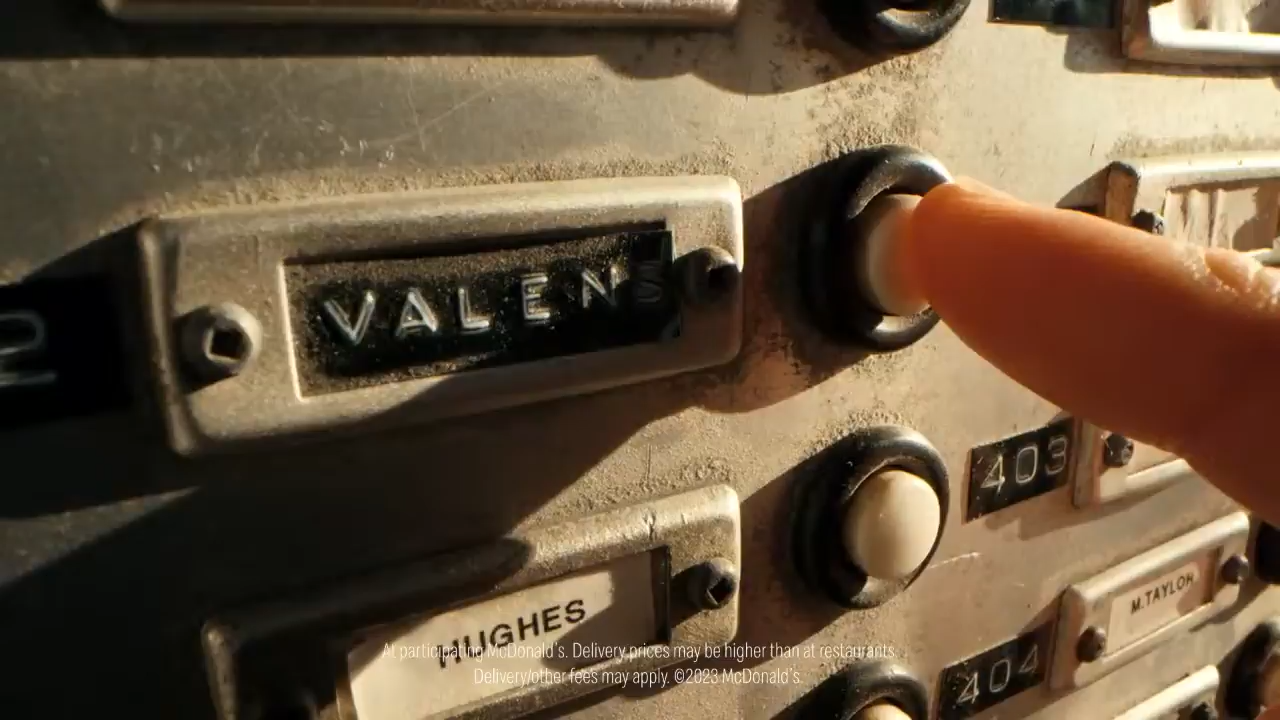 VALENS
403
HUGHES
M.TAYLOR
404
At participating McDonald's. Delivery prices may be higher than at restaurants.
Delivery/other fees may apply. ©2023 McDonald's.